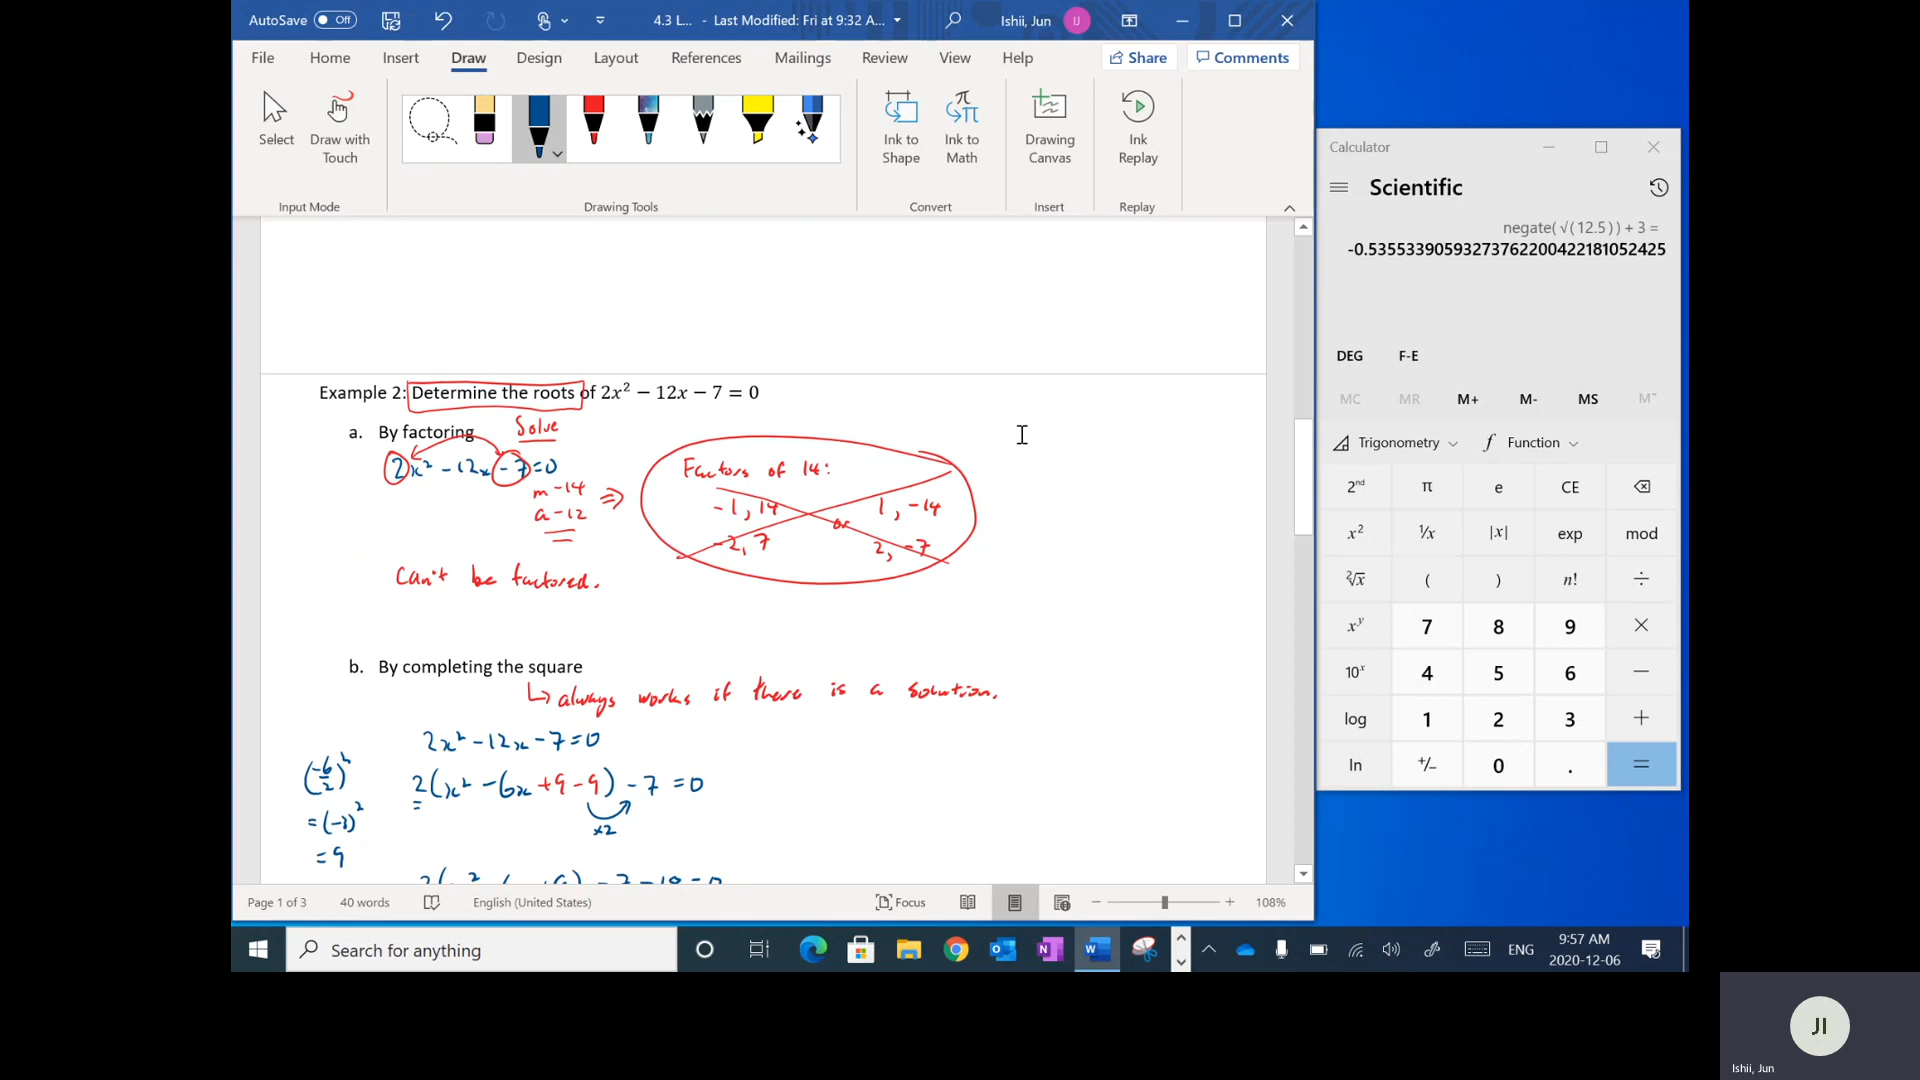 AutoSave Off 4.3 L... - Last Modified: Fri at 9:32 A... Ishii, Jun IJ
File Home Insert Draw Design Layout References Mailings Review View Help Share Comments
Select
Draw with Touch
Ink to Shape
Ink to Math
Drawing Canvas
Ink Replay
Input Mode Drawing Tools Convert Insert Replay
Example 2: Determine the roots of 2x² − 12x − 7 = 0
Solve
a. By factoring
2x² - 12x - 7 = 0
m -14 ⇒
a -12
Factors of 14:
-1, 14 or 1, -14
-2, 7 2, -7
Can't be factored.
b. By completing the square
↳ always works if there is a solution.
2x² - 12x - 7 = 0
2(x² - 6x + 9 - 9) - 7 = 0
x2
(-6/2)²
= (-3)²
= 9
Page 1 of 3 40 words English (United States) Focus 108%
Calculator
Scientific
negate(√(12.5)) + 3 =
-0.53553390593273762200422181052425
DEG F-E
MC MR M+ M- MS M˅
Trigonometry f Function
2nd π e CE
x² ¹/x |x| exp mod
²√x ( ) n! ÷
xʸ 7 8 9 ×
10ˣ 4 5 6 −
log 1 2 3 +
ln +/− 0 . =
Search for anything
ENG
9:57 AM
2020-12-06
JI
Ishii, Jun